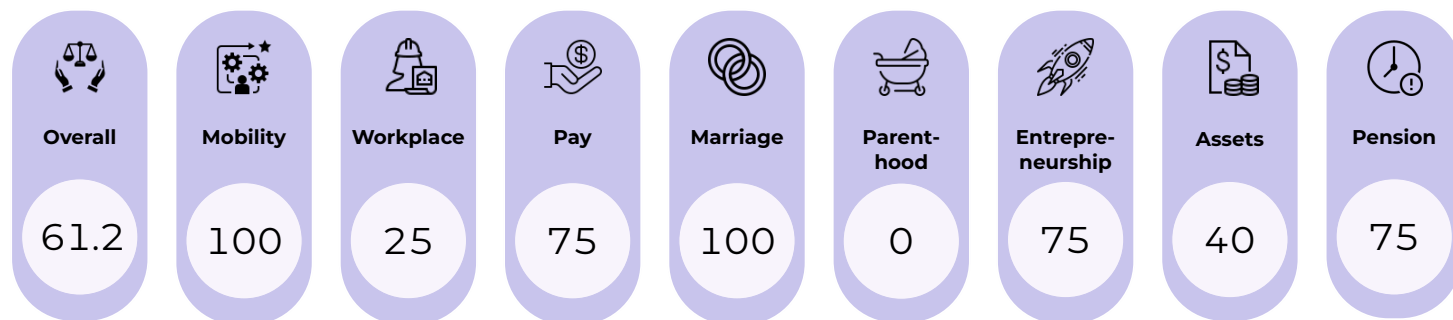 Overall
61.2
Mobility
100
Workplace
25
$
Pay
75
Marriage
100
Parent-
hood
0
Entrepre-
neurship
75
$
Assets
40
!
Pension
75